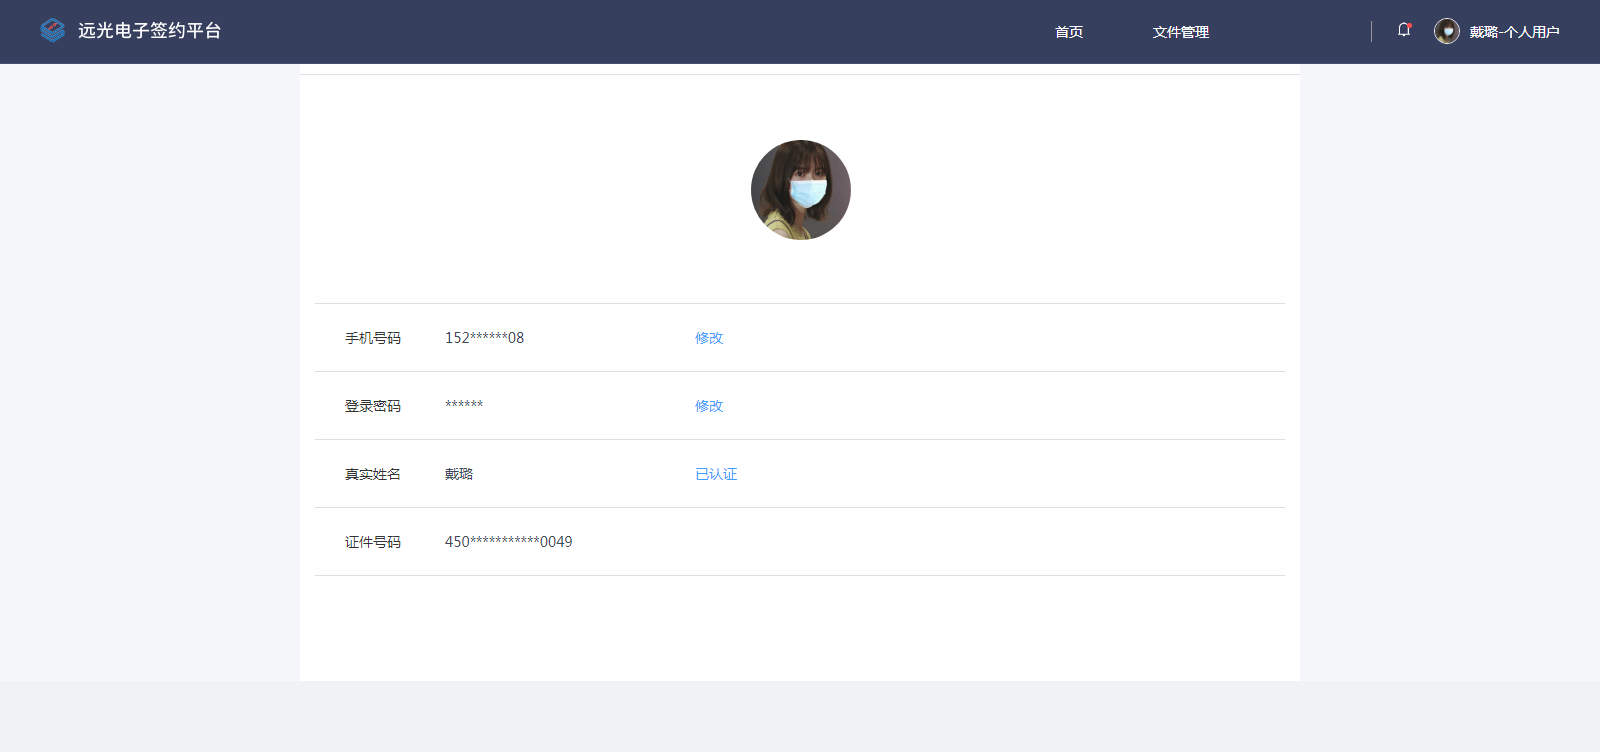 远光电子签约平台 首页 文件管理 戴璐-个人用户
手机号码 152******08 修改
登录密码 ****** 修改
真实姓名 戴璐 已认证
证件号码 450***********0049